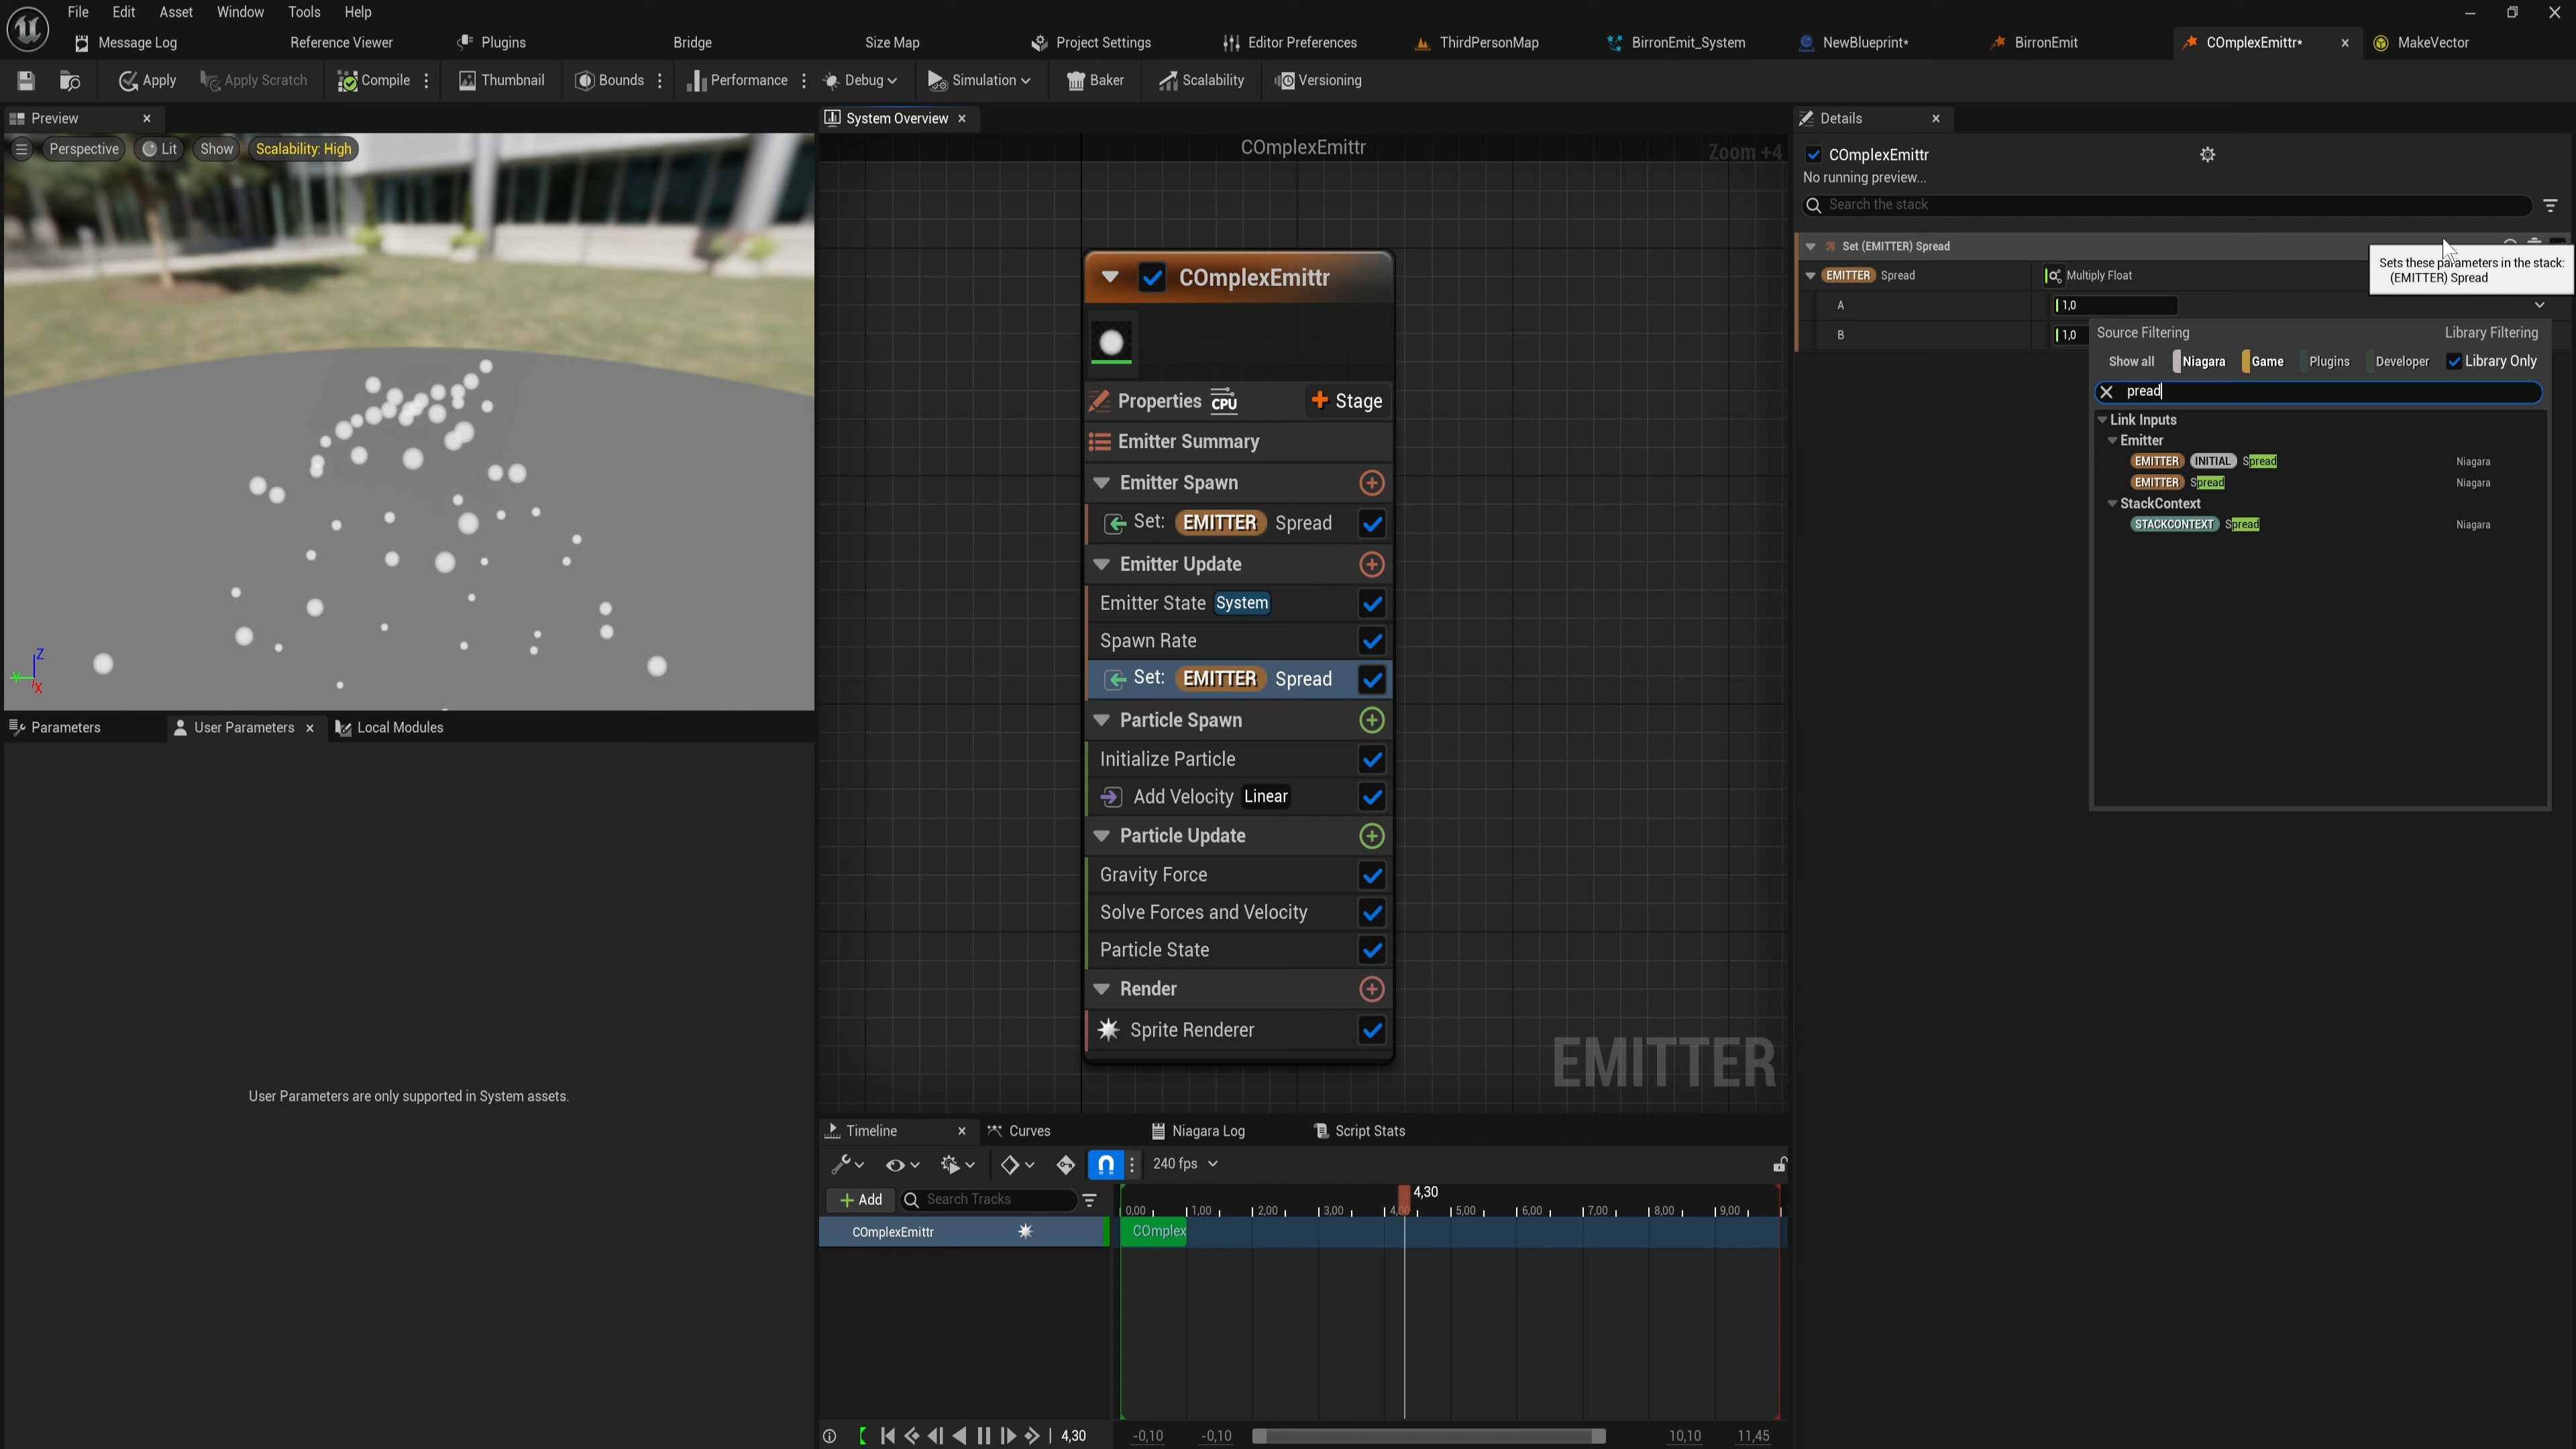 File Edit Asset Window Tools Help
Message Log Reference Viewer Plugins Bridge Size Map Project Settings Editor Preferences ThirdPersonMap BirronEmit_System NewBlueprint* BirronEmit COmplexEmittr* MakeVector
Apply Apply Scratch Compile Thumbnail Bounds Performance Debug Simulation Baker Scalability Versioning
Preview
Perspective Lit Show Scalability: High
Z
Y
X
Parameters User Parameters Local Modules
User Parameters are only supported in System assets.
System Overview
COmplexEmittr
Zoom +4
COmplexEmittr
Properties CPU Stage
Emitter Summary
Emitter Spawn
Set: EMITTER Spread
Emitter Update
Emitter State System
Spawn Rate
Set: EMITTER Spread
Particle Spawn
Initialize Particle
Add Velocity Linear
Particle Update
Gravity Force
Solve Forces and Velocity
Particle State
Render
Sprite Renderer
EMITTER
Timeline Curves Niagara Log Script Stats
240 fps
Add Search Tracks
4,30
0,00 1,00 2,00 3,00 4,00 5,00 6,00 7,00 8,00 9,00
COmplexEmittr COmplex
4,30 -0,10 -0,10 10,10 11,45
Details
COmplexEmittr
No running preview...
Search the stack
Set (EMITTER) Spread
EMITTER Spread Multiply Float
A 1,0
B 1,0
Sets these parameters in the stack:
(EMITTER) Spread
Source Filtering Library Filtering
Show all Niagara Game Plugins Developer Library Only
pread
Link Inputs
Emitter
EMITTER INITIAL Spread Niagara
EMITTER Spread Niagara
StackContext
STACKCONTEXT Spread Niagara